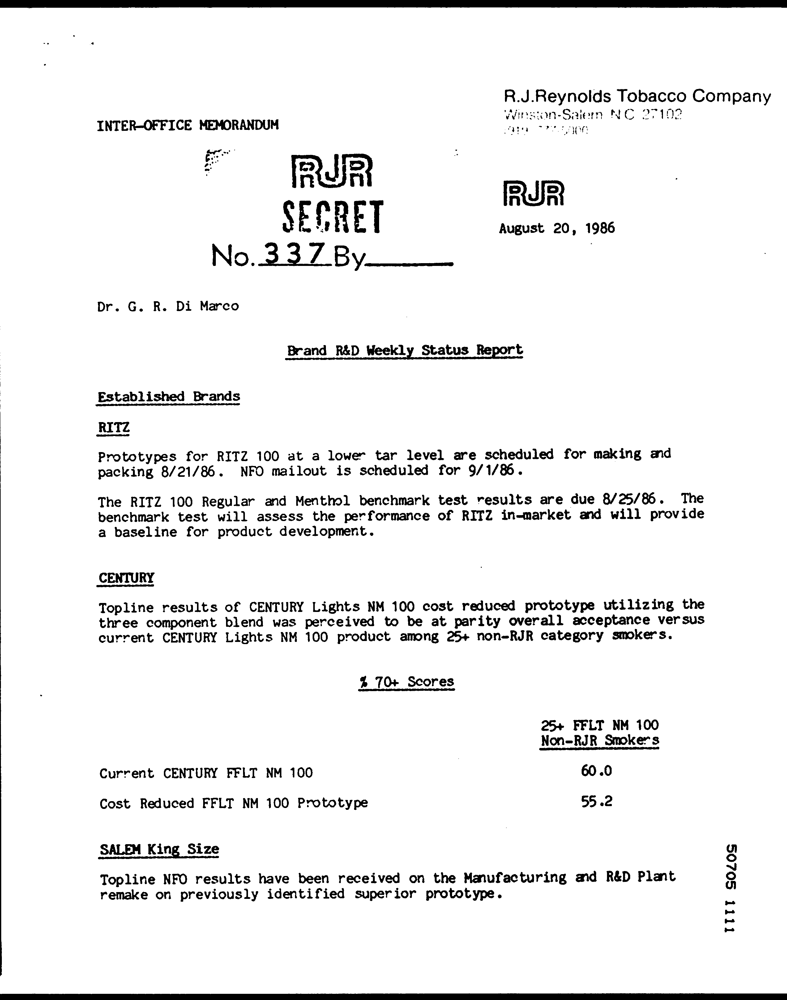 R.J.Reynolds Tobacco Company
Winston-Salem N.C. 27102
INTER-OFFICE MEMORANDUM
RJR
SECRET
No. 337 By
RJR
August 20, 1986
Dr. G. R. Di Marco
Brand R&D Weekly Status Report
Established Brands
RITZ
Prototypes for RITZ 100 at a lower tar level are scheduled for making and
packing 8/21/86. NFO mailout is scheduled for 9/1/86.
The RITZ 100 Regular and Menthol benchmark test results are due 8/25/86. The
benchmark test will assess the performance of RITZ in-market and will provide
a baseline for product development.
CENTURY
Topline results of CENTURY Lights NM 100 cost reduced prototype utilizing the
three component blend was perceived to be at parity overall acceptance versus
current CENTURY Lights NM 100 product among 25+ non-RJR category smokers.
% 70+ Scores
25+ FFLT NM 100
Non-RJR Smokers
Current CENTURY FFLT NM 100 60.0
Cost Reduced FFLT NM 100 Prototype 55.2
SALEM King Size
Topline NFO results have been received on the Manufacturing and R&D Plant
remake on previously identified superior prototype.
50705 1111